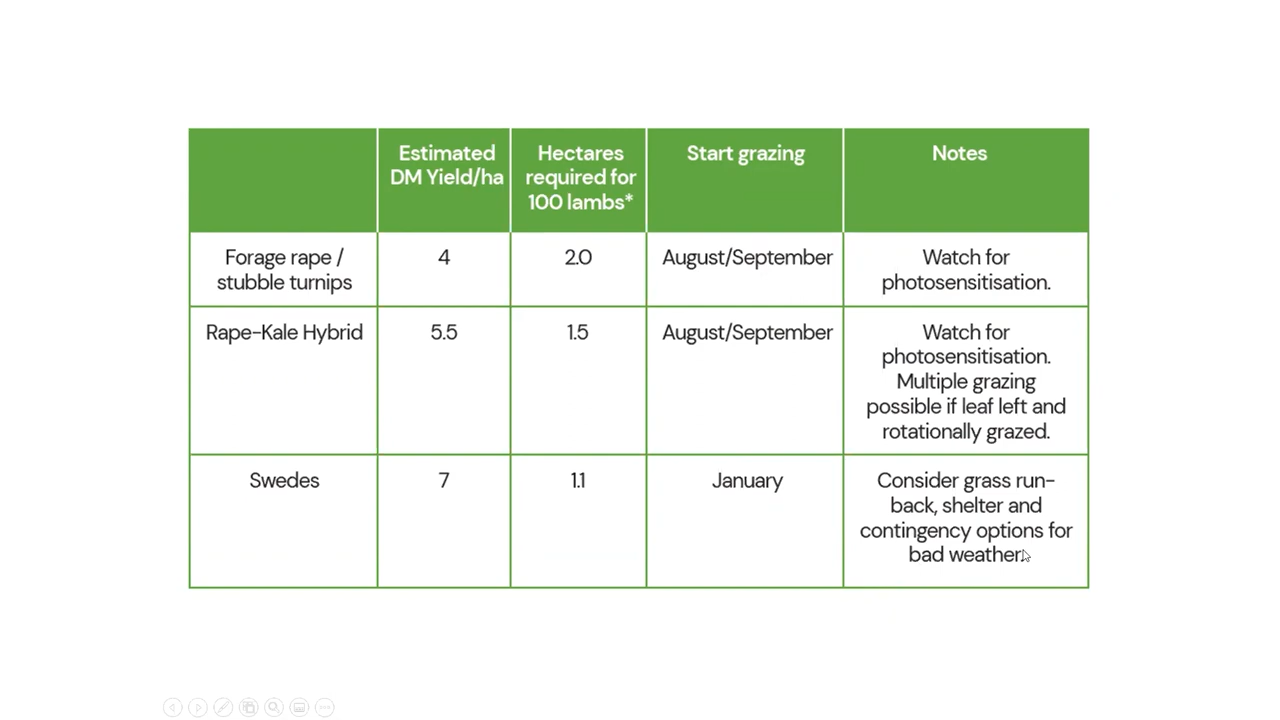 Estimated
DM Yield/ha
Hectares
required for
100 lambs*
Start grazing
Notes
Forage rape /
stubble turnips
4
2.0
August/September
Watch for
photosensitisation.
Rape-Kale Hybrid
5.5
1.5
August/September
Watch for
photosensitisation.
Multiple grazing
possible if leaf left and
rotationally grazed.
Swedes
7
1.1
January
Consider grass run-
back, shelter and
contingency options for
bad weather.